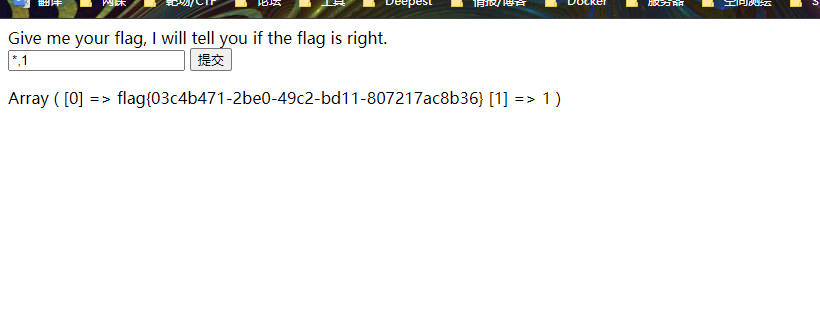 翻译 网课 靶场/CTF 论坛 工具 Deepest 情报/博客 Docker 服务器 空间测绘 S
Give me your flag, I will tell you if the flag is right.
*,1 提交
Array ( [0] => flag{03c4b471-2be0-49c2-bd11-807217ac8b36} [1] => 1 )